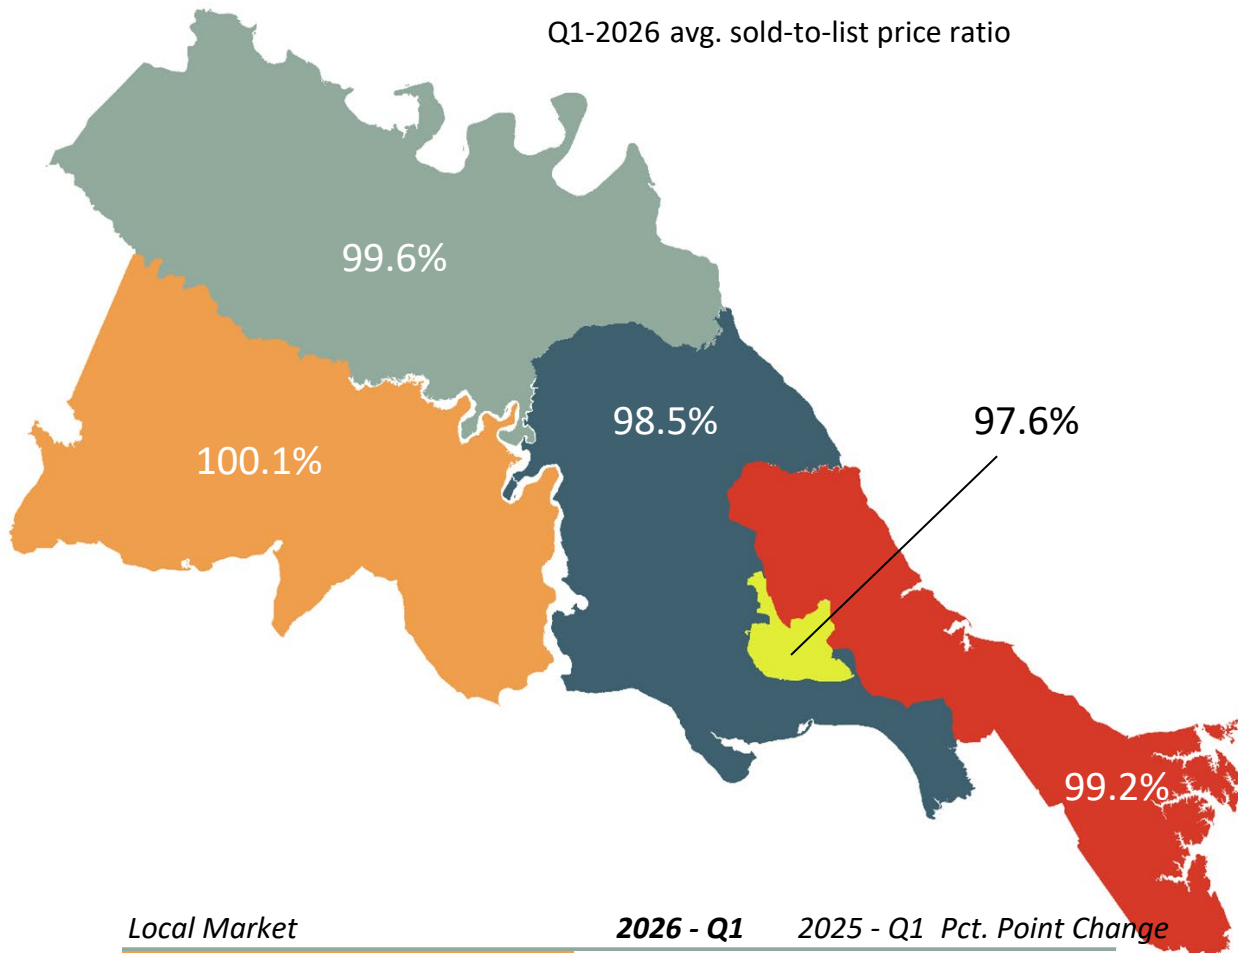 Q1-2026 avg. sold-to-list price ratio
99.6%
98.5%
97.6%
100.1%
99.2%
Local Market 2026 - Q1 2025 - Q1 Pct. Point Change